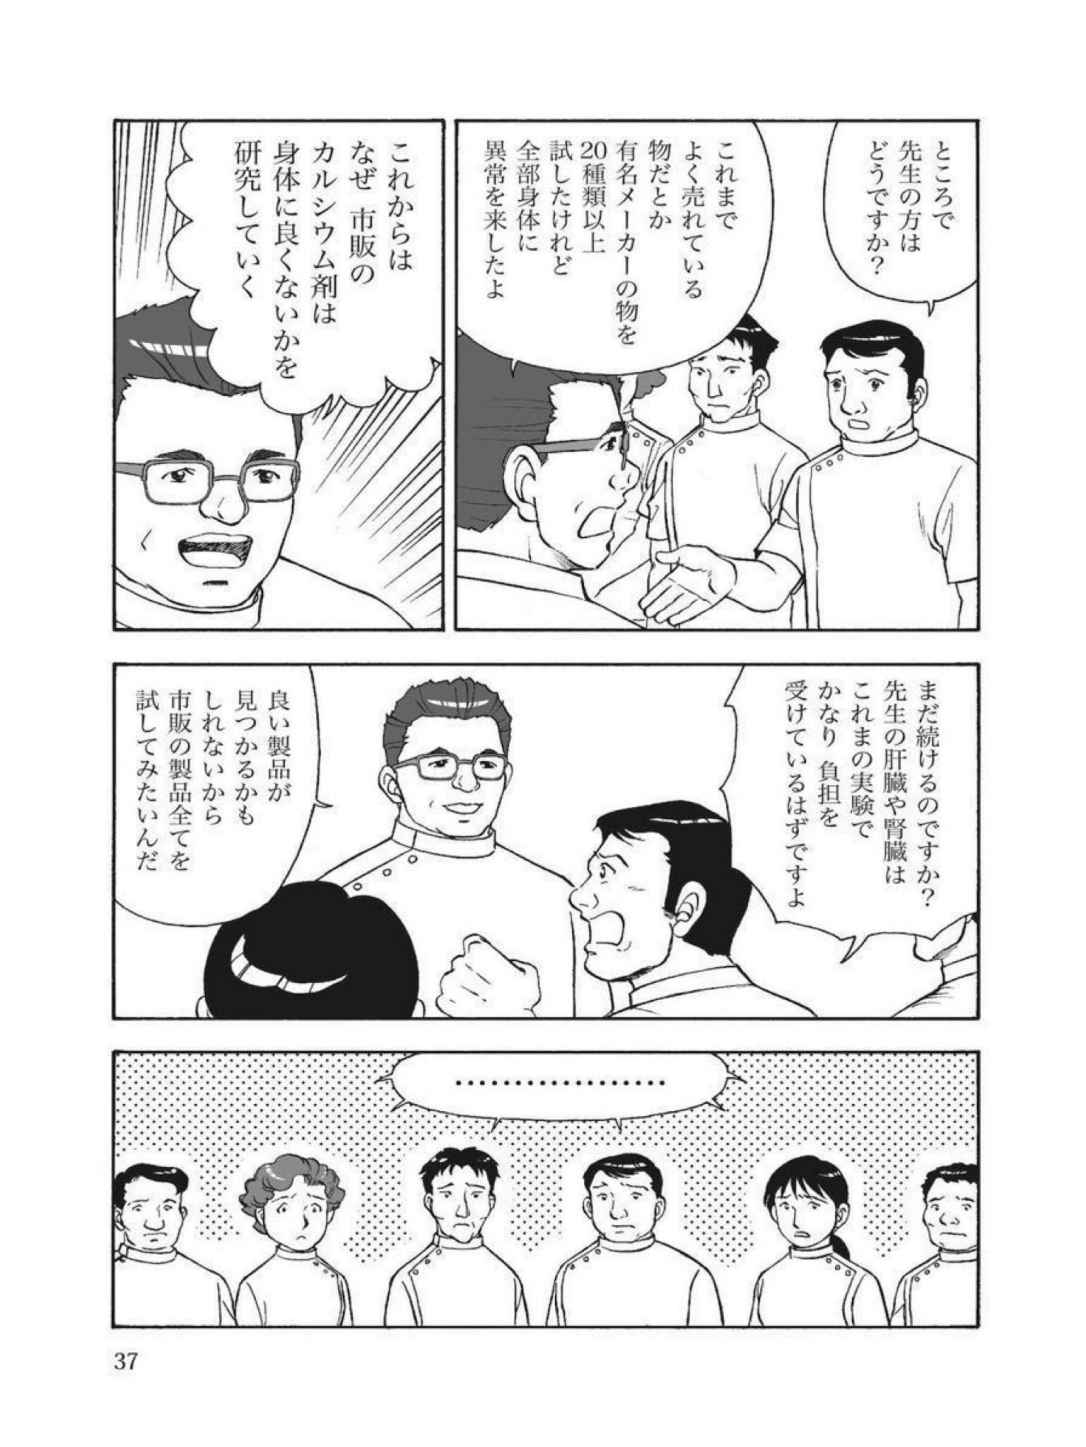 ところで
先生の方は
どうですか？
これまで
よく売れている
物だとか
有名メーカーの物を
20種類以上
試したけれど
全部身体に
異常を来したよ
これからは
なぜ 市販の
カルシウム剤は
身体に良くないかを
研究していく
まだ続けるのですか？
先生の肝臓や腎臓は
これまの実験で
かなり 負担を
受けているはずですよ
良い製品が
見つかるかも
しれないから
市販の製品全てを
試してみたいんだ
………………
37